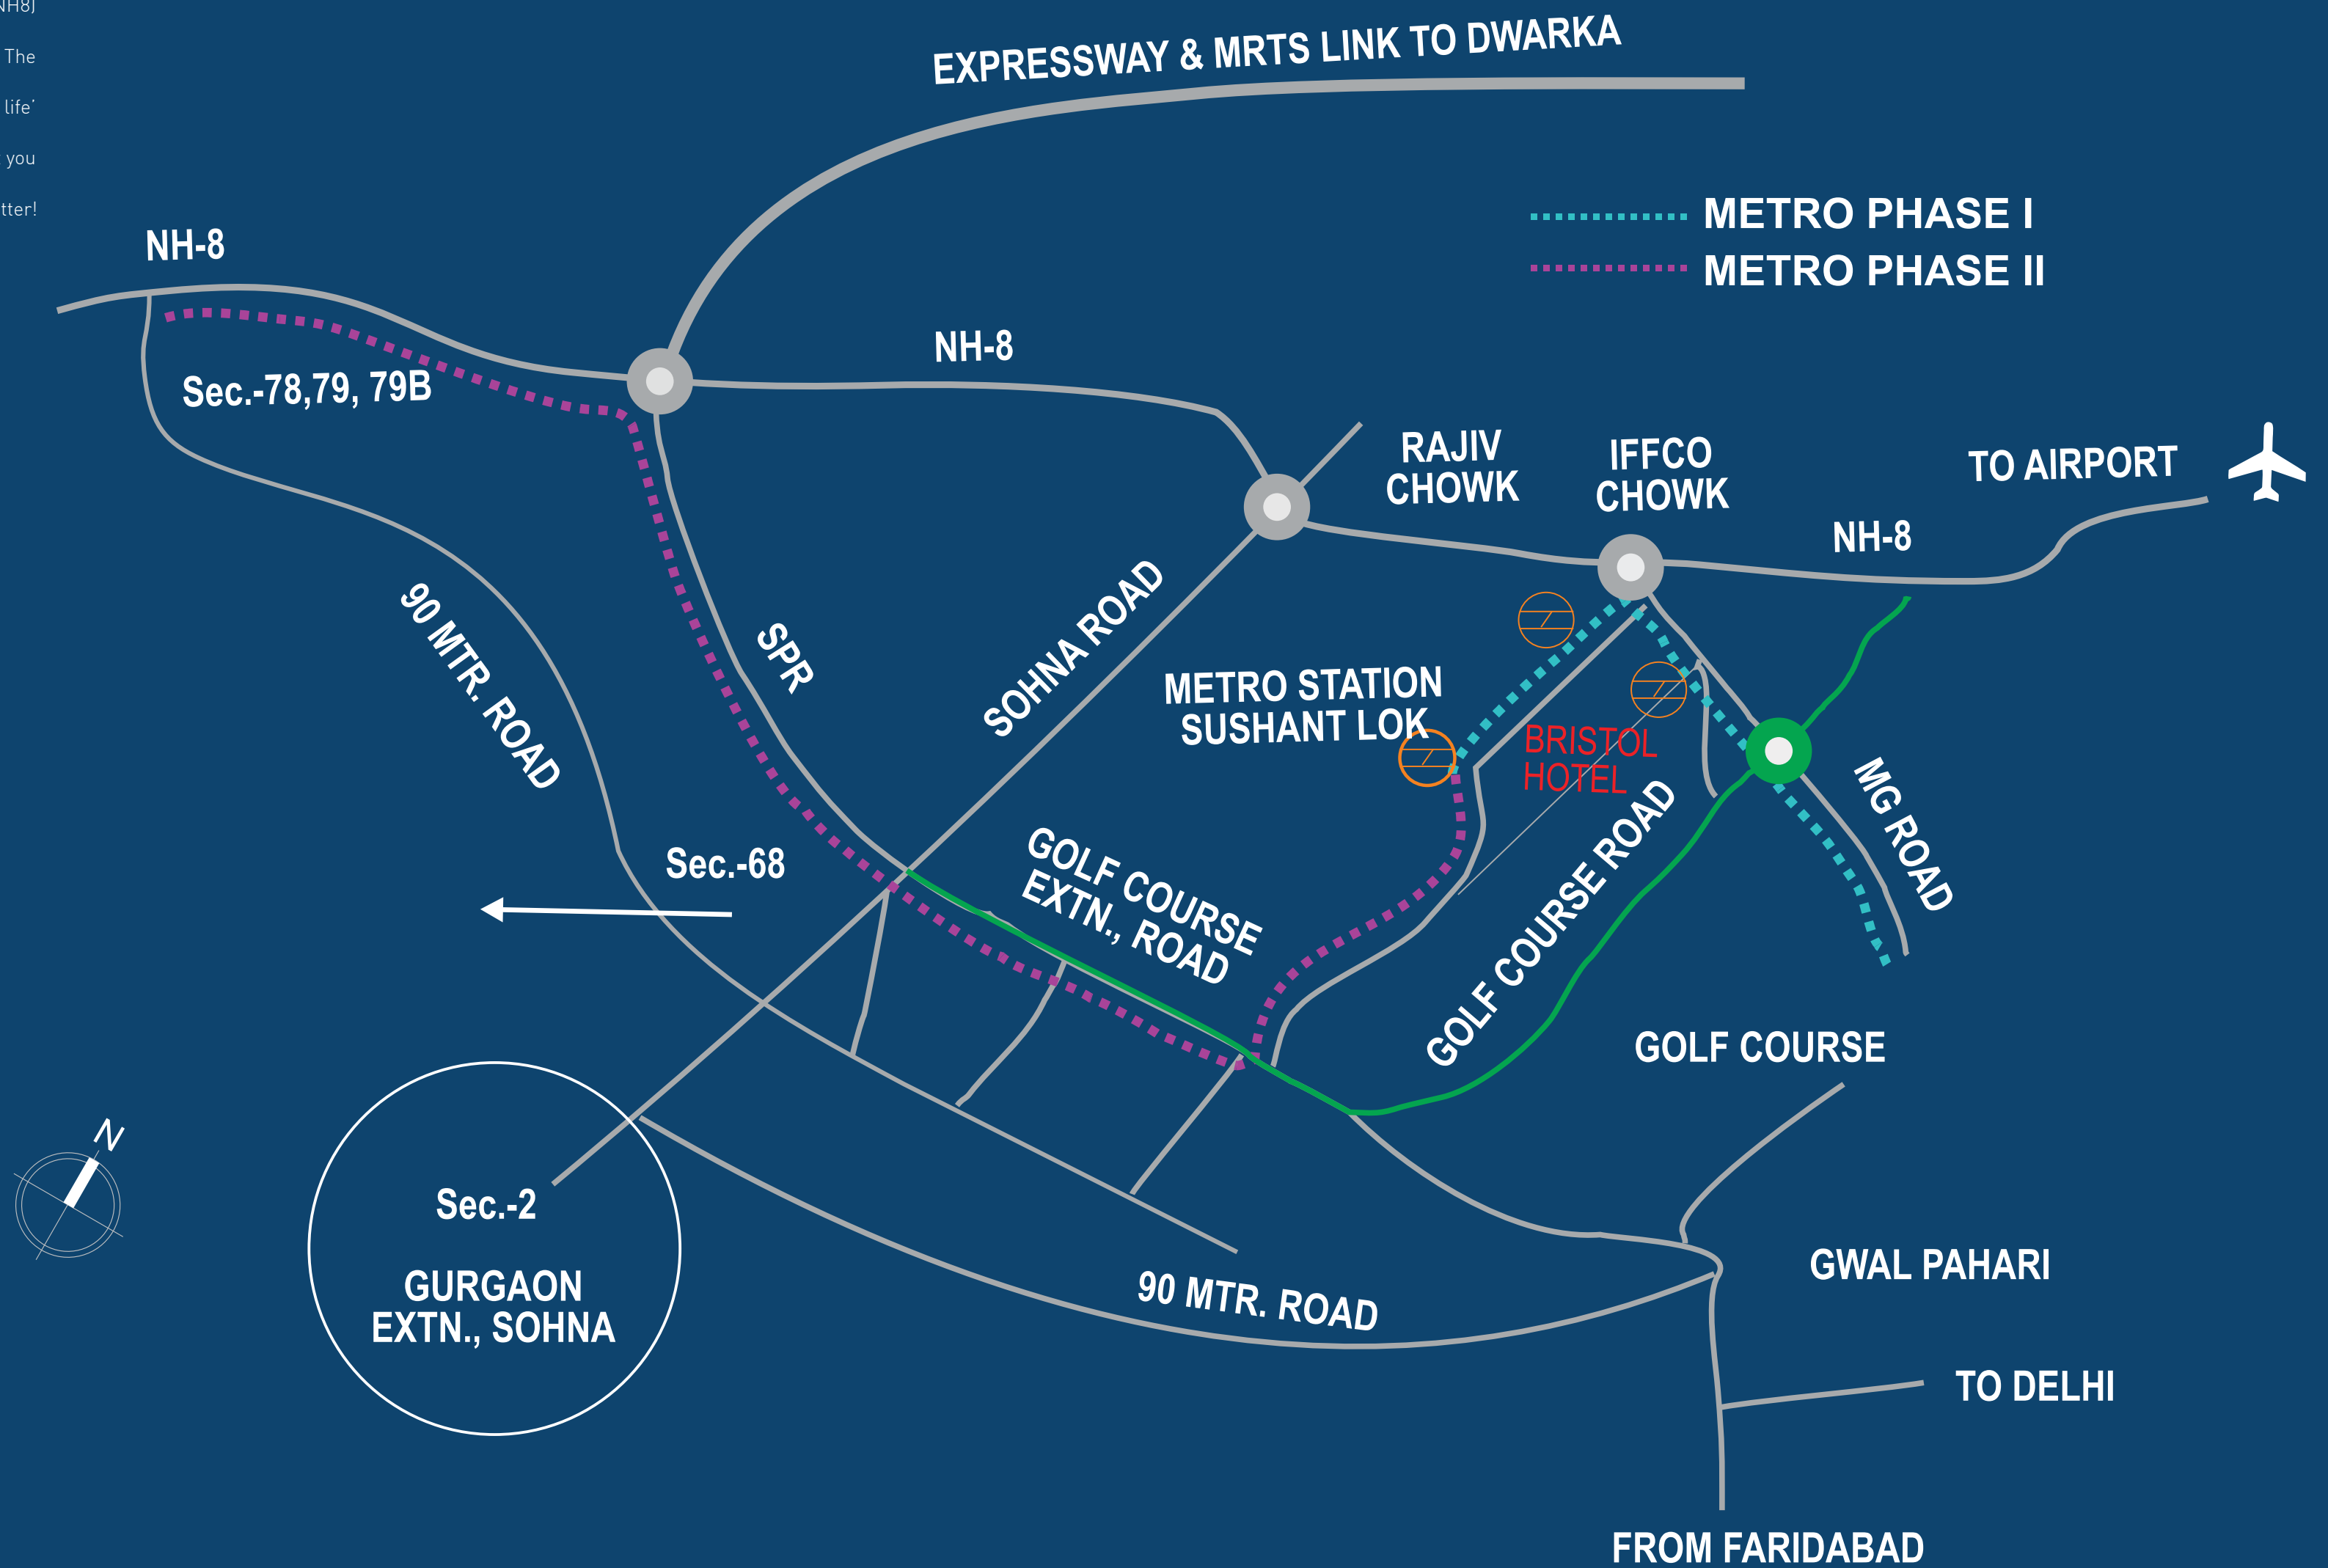 NH8)
The
life'
you
tter!
EXPRESSWAY & MRTS LINK TO DWARKA
METRO PHASE I
METRO PHASE II
NH-8
NH-8
Sec.-78,79, 79B
RAJIV
CHOWK
IFFCO
CHOWK
TO AIRPORT
NH-8
90 MTR. ROAD
SPR
SOHNA ROAD
METRO STATION
SUSHANT LOK
BRISTOL
HOTEL
MG ROAD
Sec.-68
GOLF COURSE
EXTN., ROAD
GOLF COURSE ROAD
GOLF COURSE
N
Sec.-2
GURGAON
EXTN., SOHNA
90 MTR. ROAD
GWAL PAHARI
TO DELHI
FROM FARIDABAD